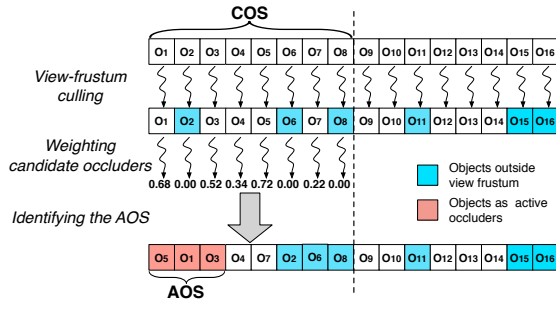 COS
O1 O2 O3 O4 O5 O6 O7 O8 O9 O10 O11 O12 O13 O14 O15 O16
View-frustum
culling
O1 O2 O3 O4 O5 O6 O7 O8 O9 O10 O11 O12 O13 O14 O15 O16
Weighting
candidate occluders
0.68 0.00 0.52 0.34 0.72 0.00 0.22 0.00
Objects outside
view frustum
Identifying the AOS
Objects as active
occluders
O5 O1 O3 O4 O7 O2 O6 O8 O9 O10 O11 O12 O13 O14 O15 O16
AOS